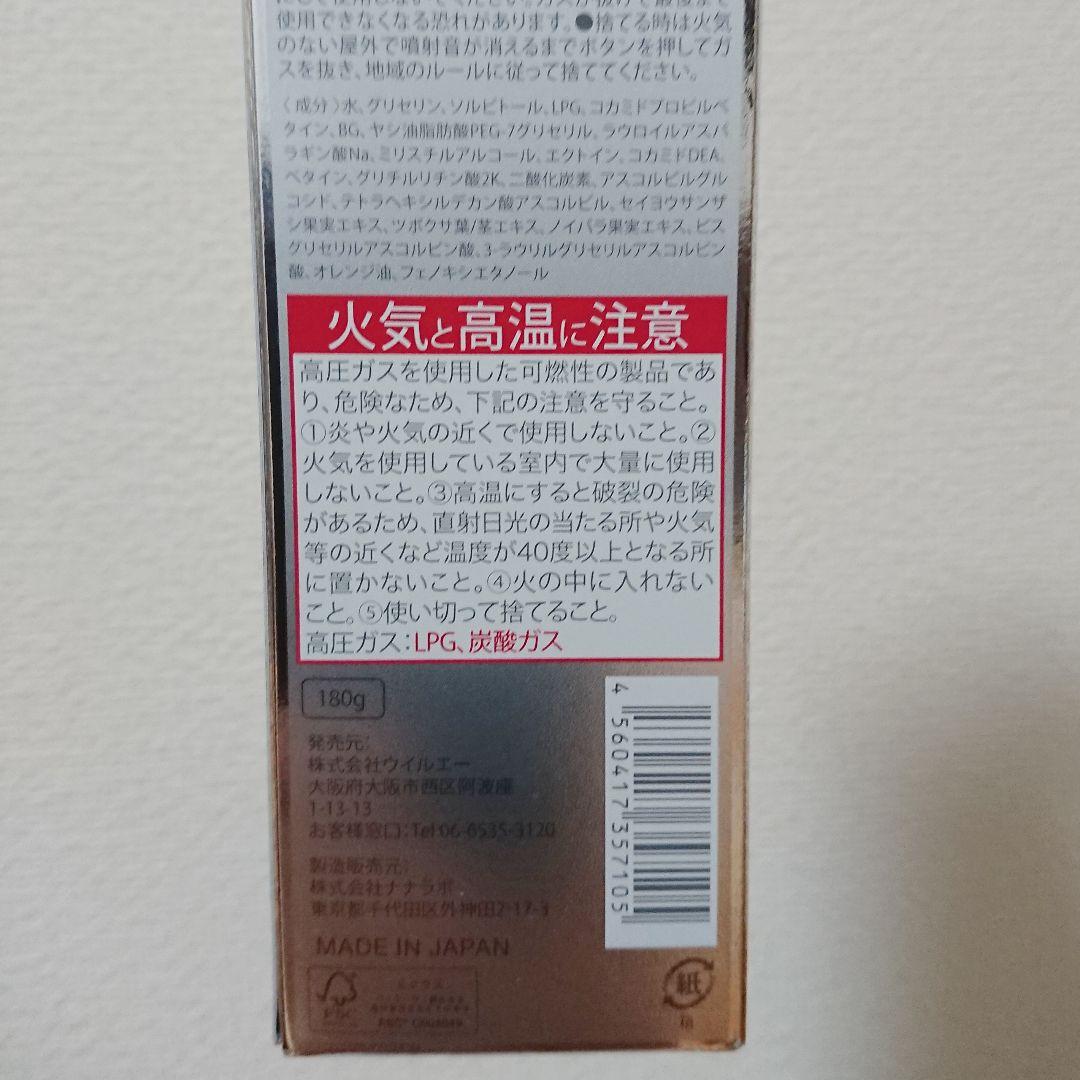 使用できなくなる恐れがあります。●捨てる時は火気
のない屋外で噴射音が消えるまでボタンを押してガ
スを抜き、地域のルールに従って捨ててください。
〈成分〉水、グリセリン、ソルビトール、LPG、コカミドプロピルベ
タイン、BG、ヤシ油脂肪酸PEG-7グリセリル、ラウロイルアスパ
ラギン酸Na、ミリスチルアルコール、エクトイン、コカミドDEA、
ベタイン、グリチルリチン酸2K、二酸化炭素、アスコルビルグル
コシド、テトラヘキシルデカン酸アスコルビル、セイヨウサンザ
シ果実エキス、ツボクサ葉/茎エキス、ノイバラ果実エキス、ビス
グリセリルアスコルビン酸、3-ラウリルグリセリルアスコルビン
酸、オレンジ油、フェノキシエタノール
火気と高温に注意
高圧ガスを使用した可燃性の製品であ
り、危険なため、下記の注意を守ること。
①炎や火気の近くで使用しないこと。②
火気を使用している室内で大量に使用
しないこと。③高温にすると破裂の危険
があるため、直射日光の当たる所や火気
等の近くなど温度が40度以上となる所
に置かないこと。④火の中に入れない
こと。⑤使い切って捨てること。
高圧ガス：LPG、炭酸ガス
180g
発売元：
株式会社ウイルエー
大阪府大阪市西区阿波座
1-13-13
お客様窓口：Tel:06-6535-3120
製造販売元：
株式会社ナナラボ
東京都千代田区外神田2-17-3
MADE IN JAPAN
4 560417 357105
FSC
ミックス
紙
箱